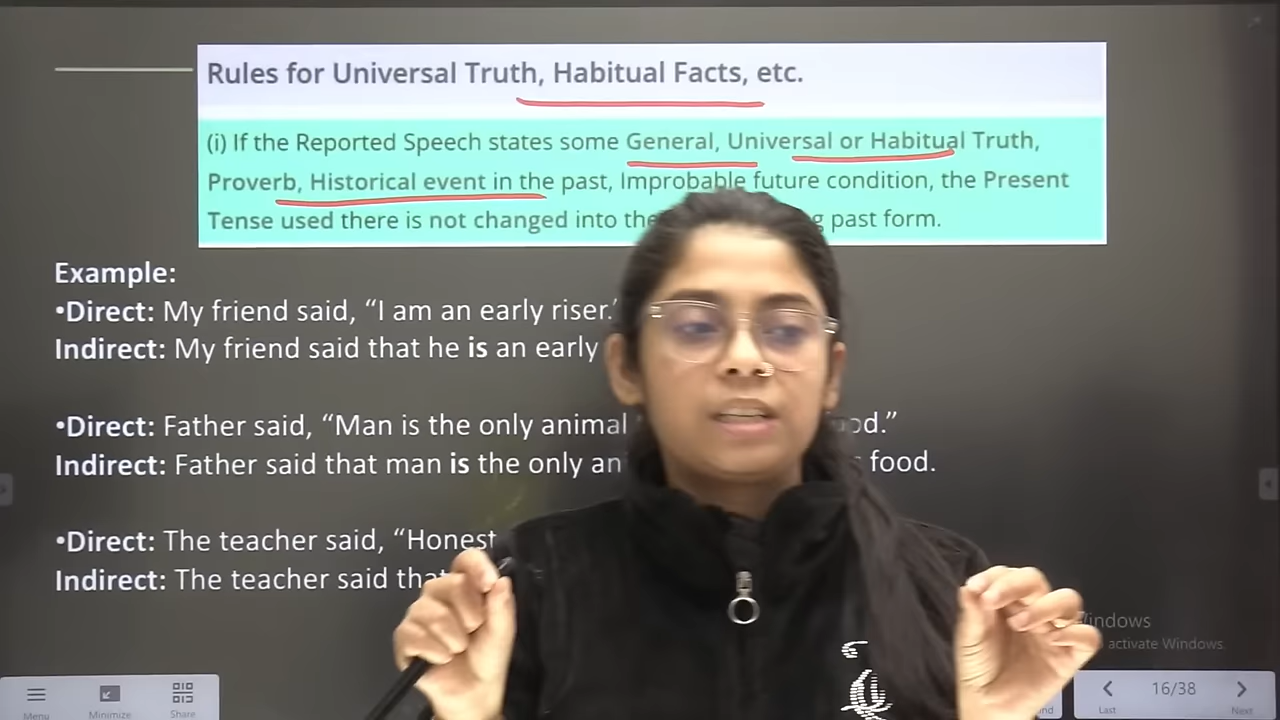 Rules for Universal Truth, Habitual Facts, etc.
(i) If the Reported Speech states some General, Universal or Habitual Truth,
Proverb, Historical event in the past, Improbable future condition, the Present
Tense used there is not changed into the past form.
Example:
•Direct: My friend said, “I am an early riser.
Indirect: My friend said that he is an early
•Direct: Father said, “Man is the only animal
Indirect: Father said that man is the only food.
•Direct: The teacher said, “Honest
Indirect: The teacher said
Windows
activate Windows.
Menu
Minimize
Share
Last
16/38
Next